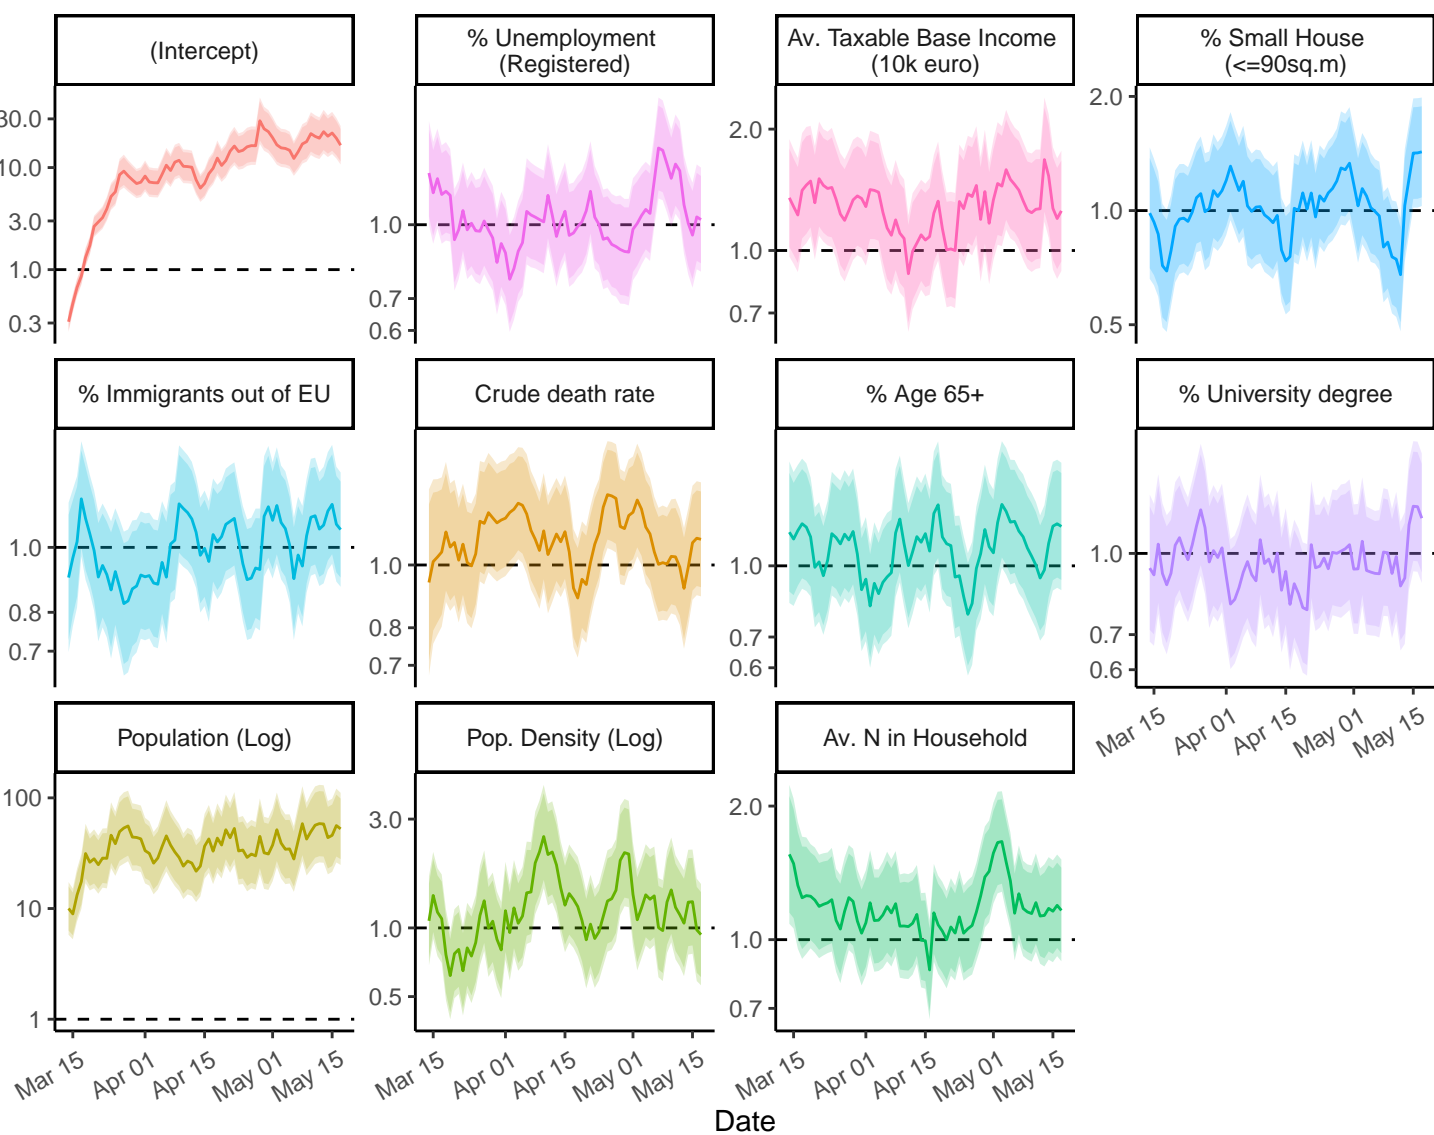 (Intercept)
% Unemployment
(Registered)
Av. Taxable Base Income
(10k euro)
% Small House
(<=90sq.m)
30.0
10.0
3.0
1.0
0.3
1.0
0.7
0.6
2.0
1.0
0.7
2.0
1.0
0.5
% Immigrants out of EU
Crude death rate
% Age 65+
% University degree
1.0
0.8
0.7
1.0
0.8
0.7
1.0
0.7
0.6
1.0
0.7
0.6
Mar 15
Apr 01
Apr 15
May 01
May 15
Population (Log)
Pop. Density (Log)
Av. N in Household
100
10
1
3.0
1.0
0.5
2.0
1.0
0.7
Mar 15
Apr 01
Apr 15
May 01
May 15
Mar 15
Apr 01
Apr 15
May 01
May 15
Mar 15
Apr 01
Apr 15
May 01
May 15
Date